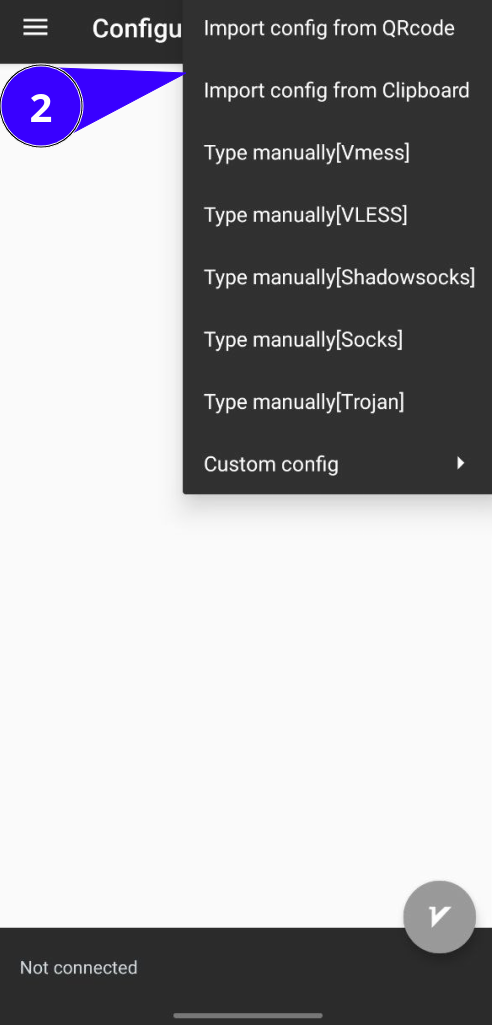 Configu
Import config from QRcode
2
Import config from Clipboard
Type manually[Vmess]
Type manually[VLESS]
Type manually[Shadowsocks]
Type manually[Socks]
Type manually[Trojan]
Custom config
Not connected